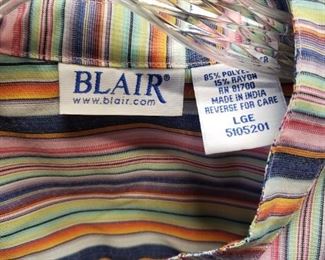 BLAIR®
www.blair.com
85% POLYE
15% RAYON
RN 81700
MADE IN INDIA
REVERSE FOR CARE
LGE
5105201